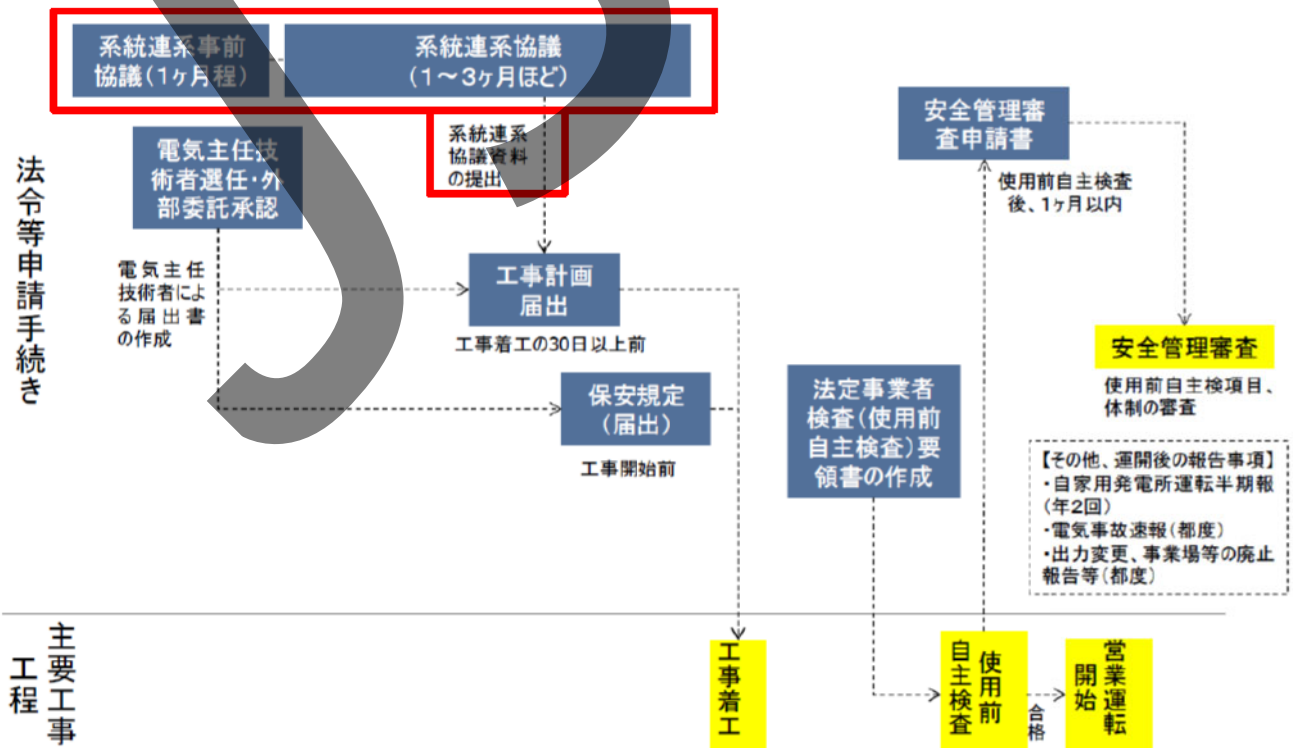 系統連系事前
協議(1ヶ月程)
系統連系協議
(1～3ヶ月ほど)
系統連系
協議資料
の提出
電気主任技
術者選任・外
部委託承認
電気主任
技術者によ
る届出書
の作成
工事計画
届出
工事着工の30日以上前
保安規定
(届出)
工事開始前
法定事業者
検査(使用前
自主検査)要
領書の作成
安全管理審
査申請書
使用前自主検査
後、1ヶ月以内
安全管理審査
使用前自主検項目、
体制の審査
【その他、運開後の報告事項】
・自家用発電所運転半期報
(年2回)
・電気事故速報(都度)
・出力変更、事業場等の廃止
報告等(都度)
法令等申請手続き
主要工事
工程
工事着工
使用前
自主検査
合格
営業運転
開始